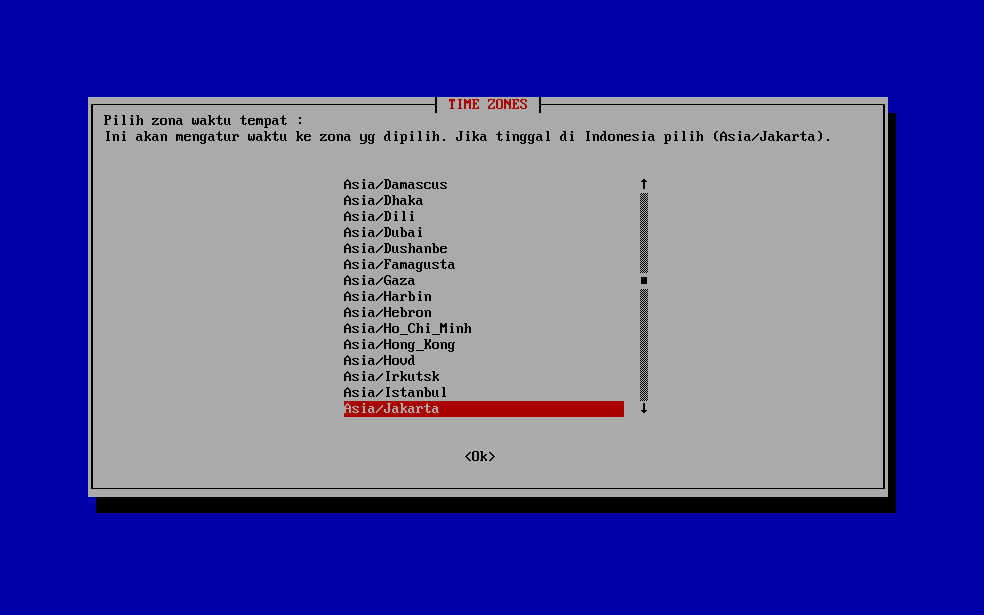 TIME ZONES
Pilih zona waktu tempat :
Ini akan mengatur waktu ke zona yg dipilih. Jika tinggal di Indonesia pilih (Asia/Jakarta).
Asia/Damascus
Asia/Dhaka
Asia/Dili
Asia/Dubai
Asia/Dushanbe
Asia/Famagusta
Asia/Gaza
Asia/Harbin
Asia/Hebron
Asia/Ho_Chi_Minh
Asia/Hong_Kong
Asia/Hovd
Asia/Irkutsk
Asia/Istanbul
Asia/Jakarta
<Ok>